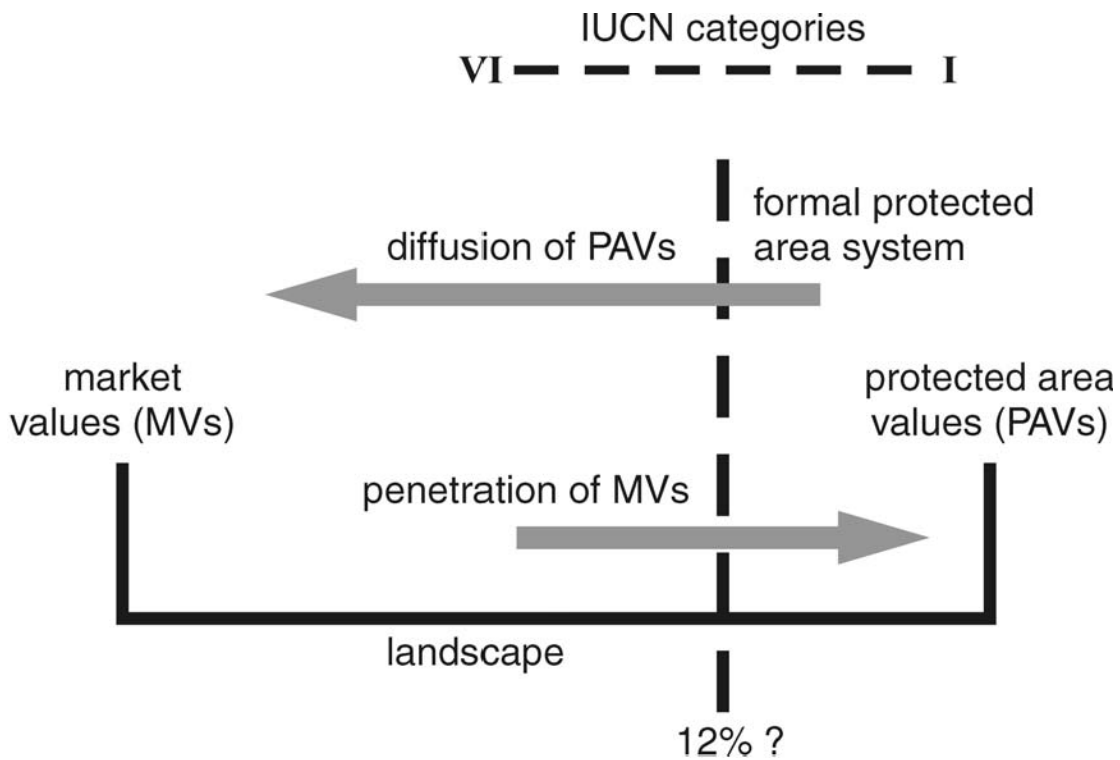 IUCN categories
VI I
formal protected
area system
diffusion of PAVs
market
values (MVs)
protected area
values (PAVs)
penetration of MVs
landscape
12% ?